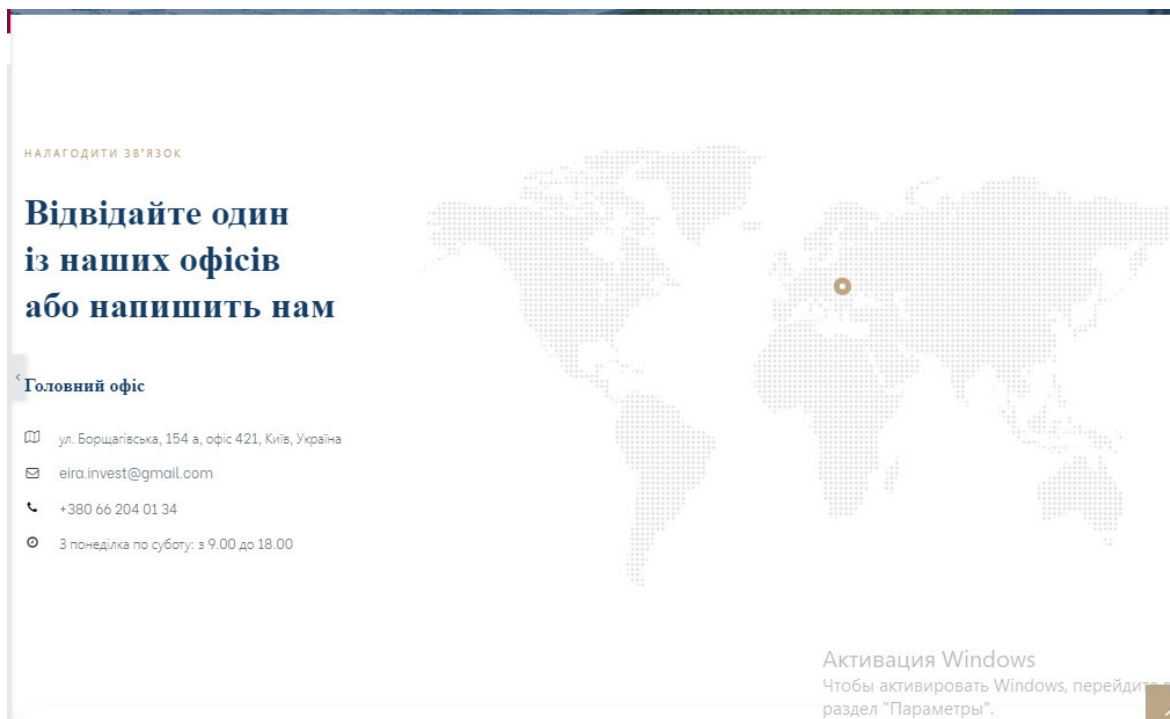 НАЛАГОДИТИ ЗВ'ЯЗОК
Відвідайте один
із наших офісів
або напишить нам
Головний офіс
ул. Борщагівська, 154 а, офіс 421, Київ, Україна
eira.invest@gmail.com
+380 66 204 01 34
З понеділка по суботу: з 9.00 до 18.00
Активация Windows
Чтобы активировать Windows, перейдите в
раздел "Параметры".